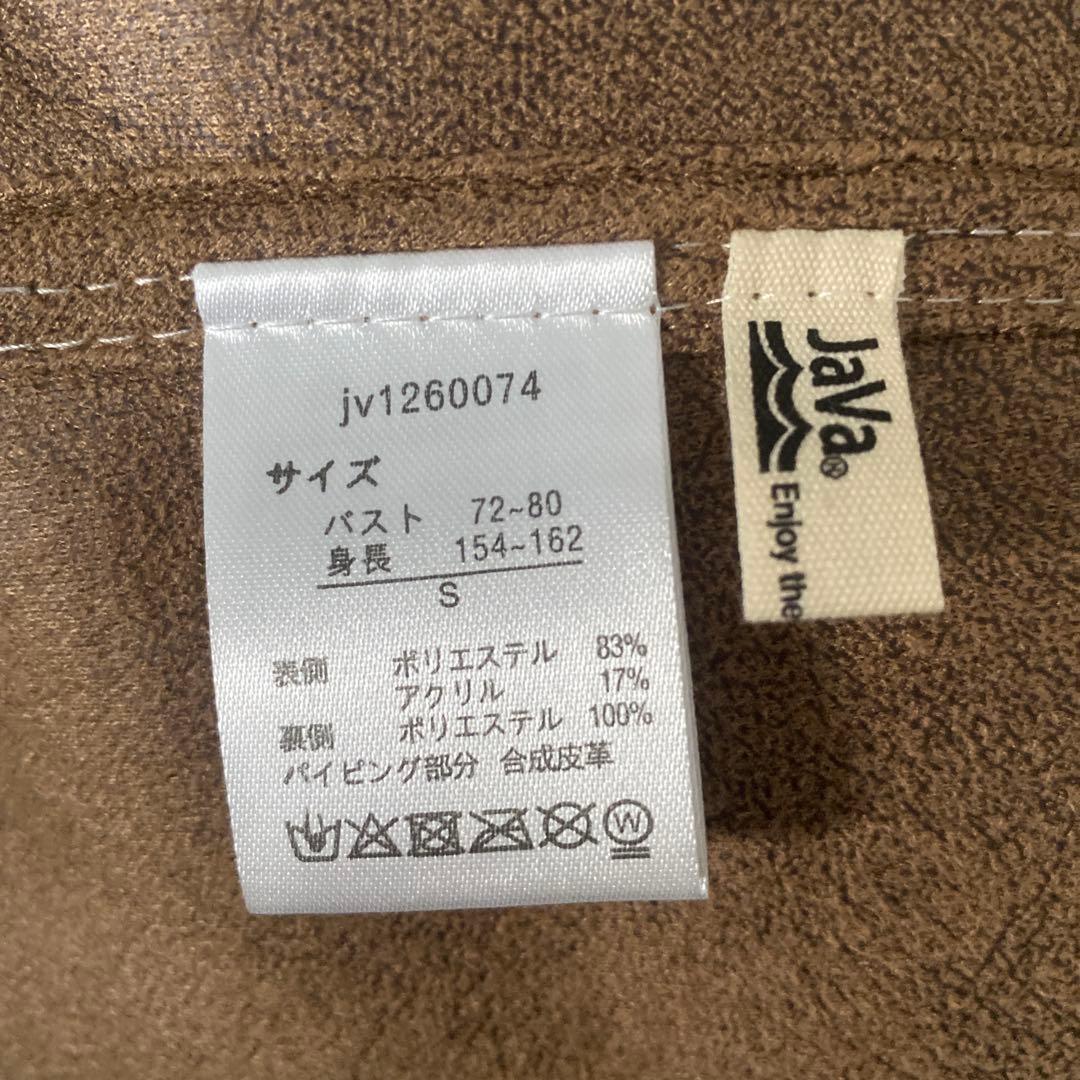 jv1260074
サイズ
バスト 72~80
身長 154~162
S
表側 ポリエステル 83%
アクリル 17%
裏側 ポリエステル 100%
パイピング部分 合成皮革
W
JaVa®
Enjoy the